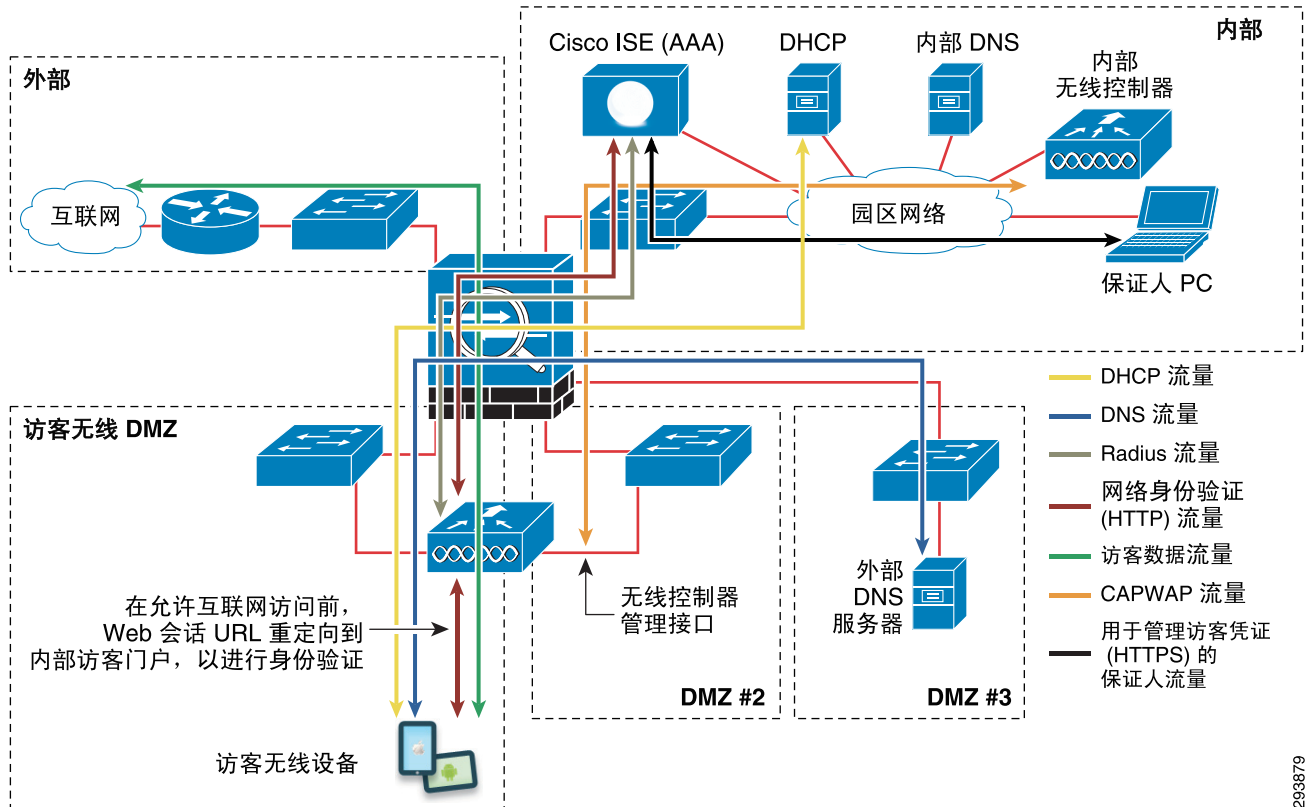 内部
Cisco ISE (AAA)
DHCP
内部 DNS
内部
无线控制器
外部
互联网
园区网络
保证人 PC
访客无线 DMZ
DHCP 流量
DNS 流量
Radius 流量
网络身份验证
(HTTP) 流量
访客数据流量
CAPWAP 流量
用于管理访客凭证
(HTTPS) 的
保证人流量
在允许互联网访问前，
Web 会话 URL 重定向到
内部访客门户，以进行身份验证
无线控制器
管理接口
外部
DNS
服务器
DMZ #2
DMZ #3
访客无线设备
293879